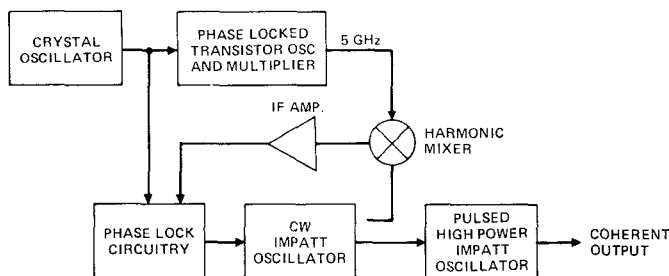 CRYSTAL
OSCILLATOR
PHASE LOCKED
TRANSISTOR OSC
AND MULTIPLIER
5 GHz
IF AMP.
HARMONIC
MIXER
PHASE LOCK
CIRCUITRY
CW
IMPATT
OSCILLATOR
PULSED
HIGH POWER
IMPATT
OSCILLATOR
COHERENT
OUTPUT